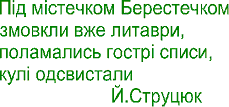 Під містечком Берестечком
змовкли вже литаври,
поламались гострі списи,
кулі одсвистали
Й.Струцюк